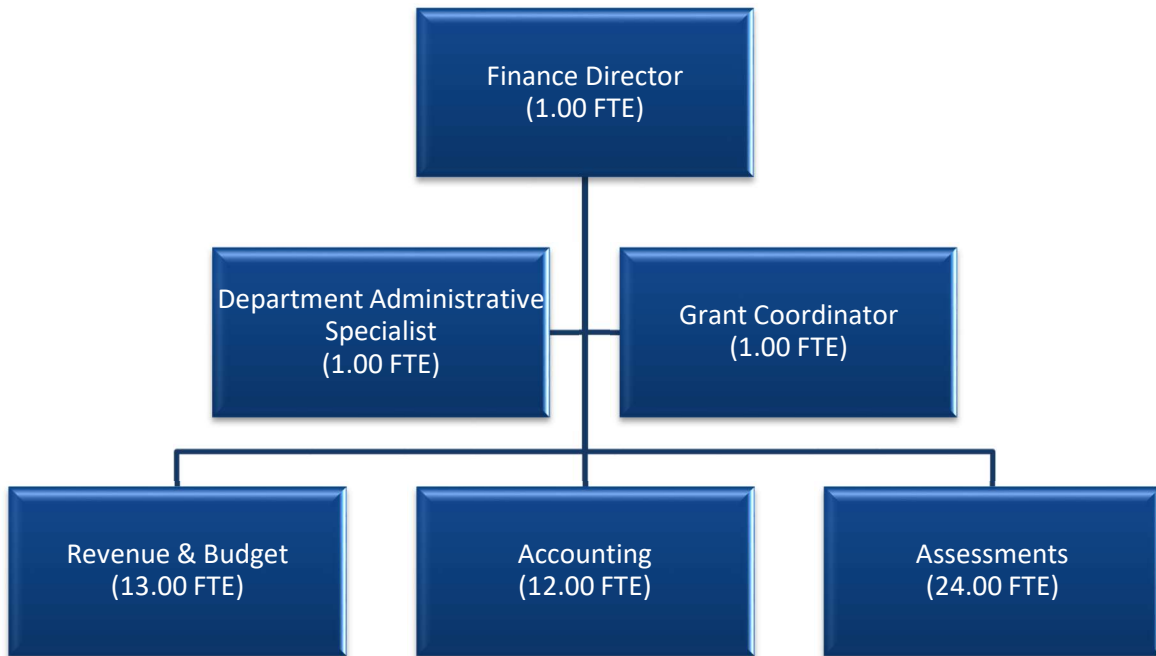 Finance Director
(1.00 FTE)
Department Administrative
Specialist
(1.00 FTE)
Grant Coordinator
(1.00 FTE)
Revenue & Budget
(13.00 FTE)
Accounting
(12.00 FTE)
Assessments
(24.00 FTE)